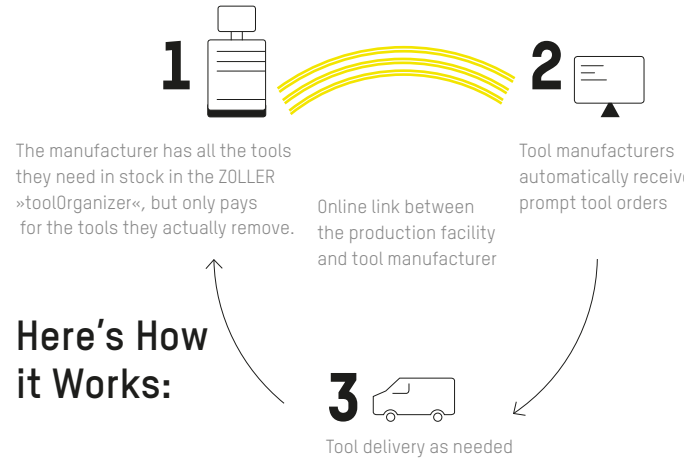 1
The manufacturer has all the tools
they need in stock in the ZOLLER
»toolOrganizer«, but only pays
for the tools they actually remove.
Online link between
the production facility
and tool manufacturer
2
Tool manufacturers
automatically receive
prompt tool orders
Here's How
it Works:
3
Tool delivery as needed